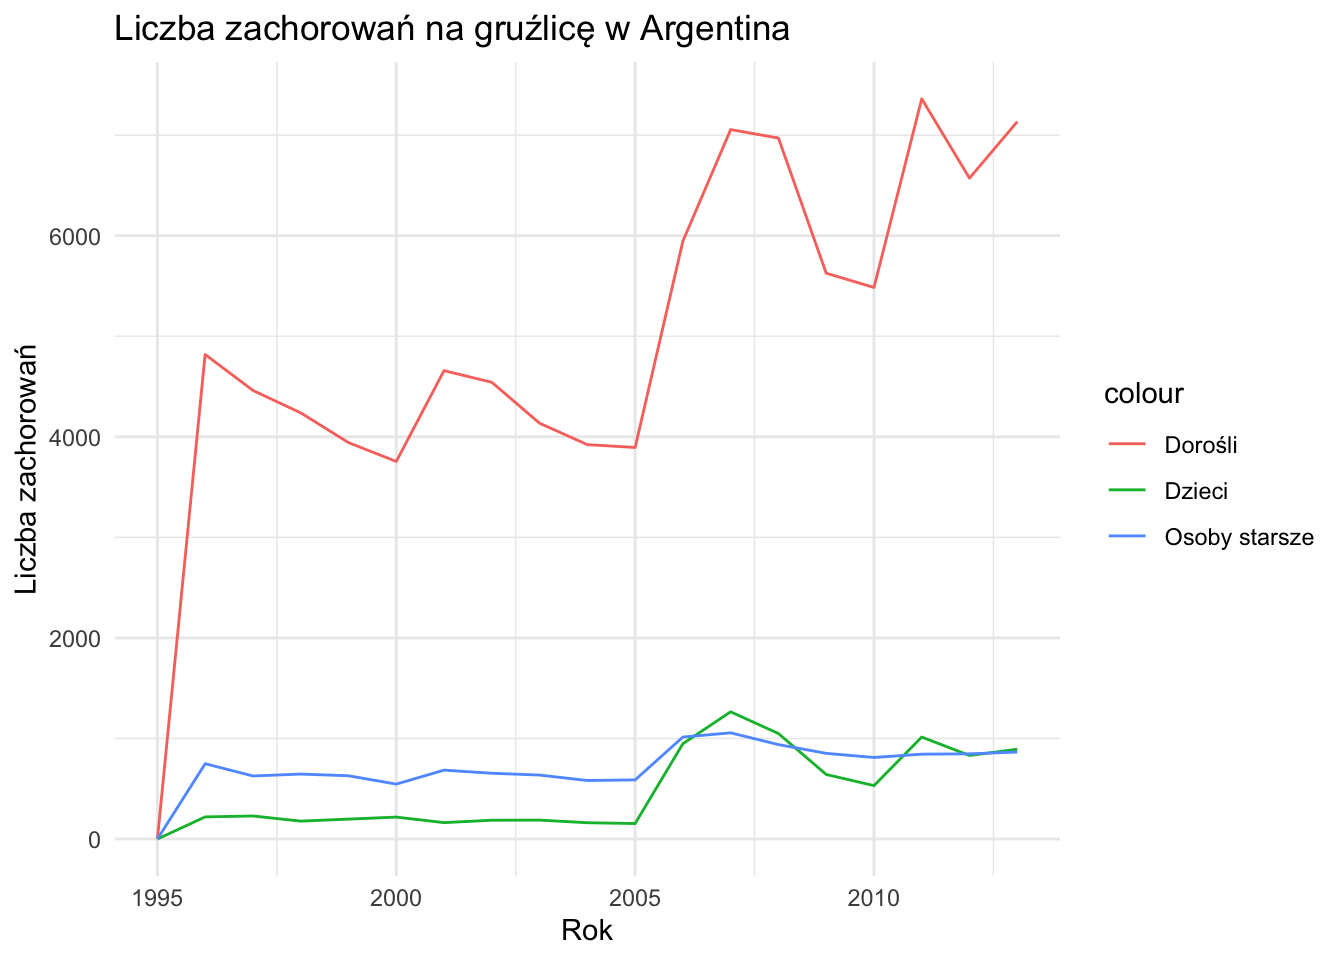 Liczba zachorowań na gruźlicę w Argentina
Liczba zachorowań
6000
4000
2000
0
1995
2000
2005
2010
Rok
colour
Dorośli
Dzieci
Osoby starsze